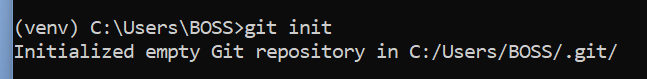 (venv) C:\Users\BOSS>git init
Initialized empty Git repository in C:/Users/BOSS/.git/